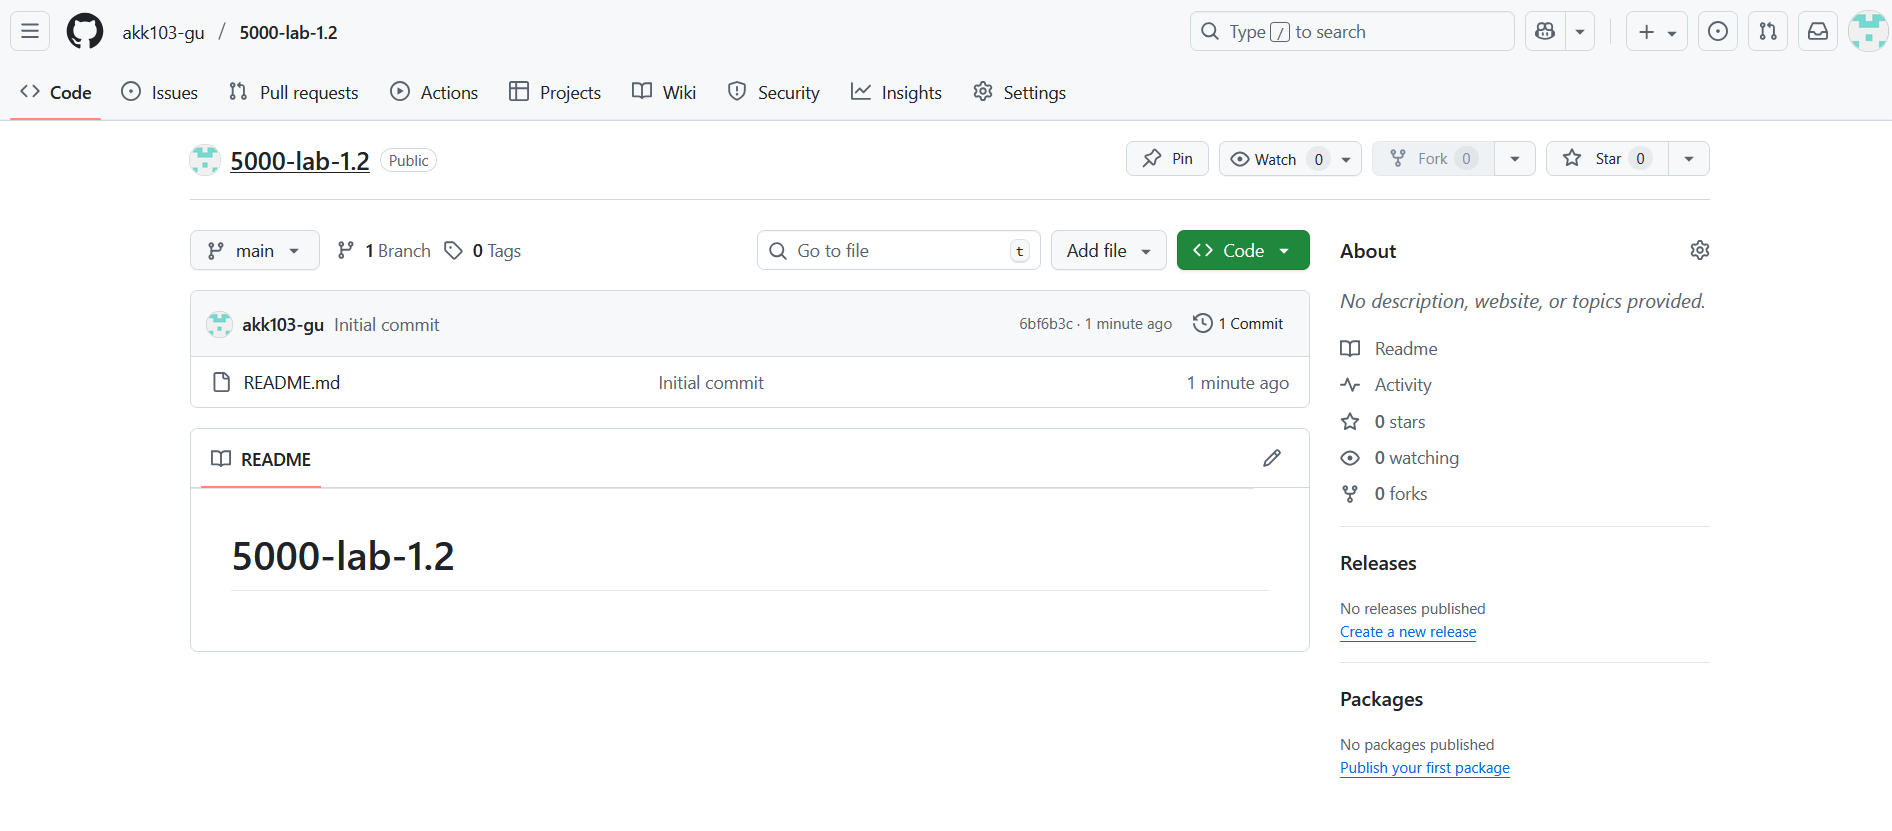 akk103-gu / 5000-lab-1.2
Type / to search
Code Issues Pull requests Actions Projects Wiki Security Insights Settings
5000-lab-1.2 Public
Pin Watch 0 Fork 0 Star 0
main 1 Branch 0 Tags Go to file t Add file Code
About
No description, website, or topics provided.
akk103-gu Initial commit 6bf6b3c · 1 minute ago 1 Commit
README.md Initial commit 1 minute ago
Readme
Activity
0 stars
0 watching
0 forks
README
5000-lab-1.2
Releases
No releases published
Create a new release
Packages
No packages published
Publish your first package